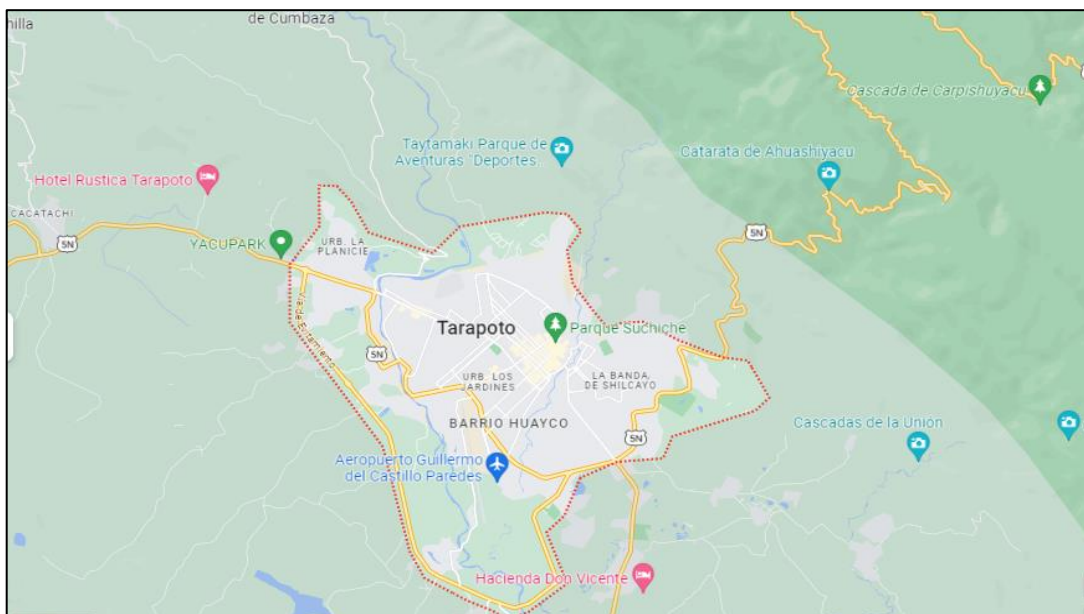 nilla
de Cumbaza
Cascada de Carpishuyacu
Taytamaki Parque de
Aventuras "Deportes...
Catarata de Ahuashiyacu
Hotel Rustica Tarapoto
CACATACHI
5N
5N
YACUPARK
URB. LA
PLANICIE
Tarapoto
Parque Suchiche
5N
URB. LOS
JARDINES
LA BANDA
DE SHILCAYO
BARRIO HUAYCO
5N
Cascadas de la Unión
Aeropuerto Guillermo
del Castillo Paredes
Hacienda Don Vicente